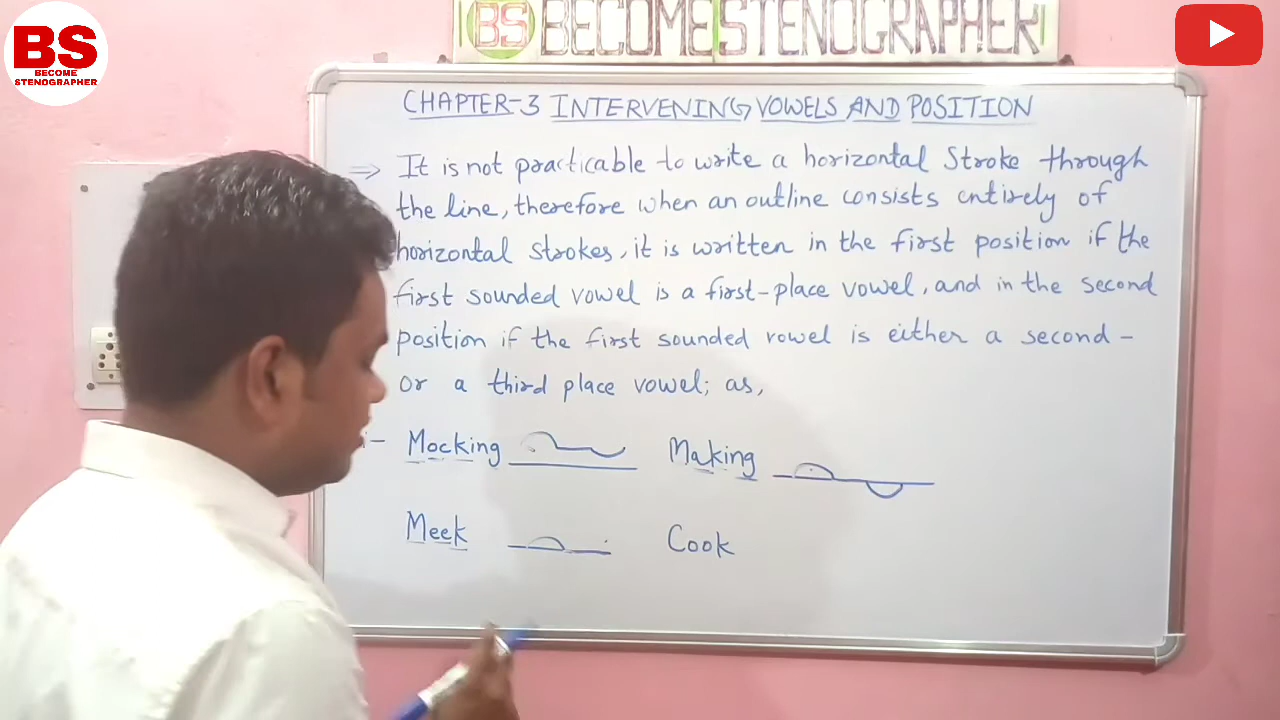 BS
BECOME
STENOGRAPHER
BS BECOME STENOGRAPHER
CHAPTER-3 INTERVENING VOWELS AND POSITION
⇒ It is not practicable to write a horizontal Stroke through
the line, therefore when an outline consists entirely of
horizontal strokes, it is written in the first position if the
first sounded vowel is a first-place vowel, and in the second
position if the first sounded vowel is either a second-
or a third place vowel; as,
Mocking Making
Meek Cook